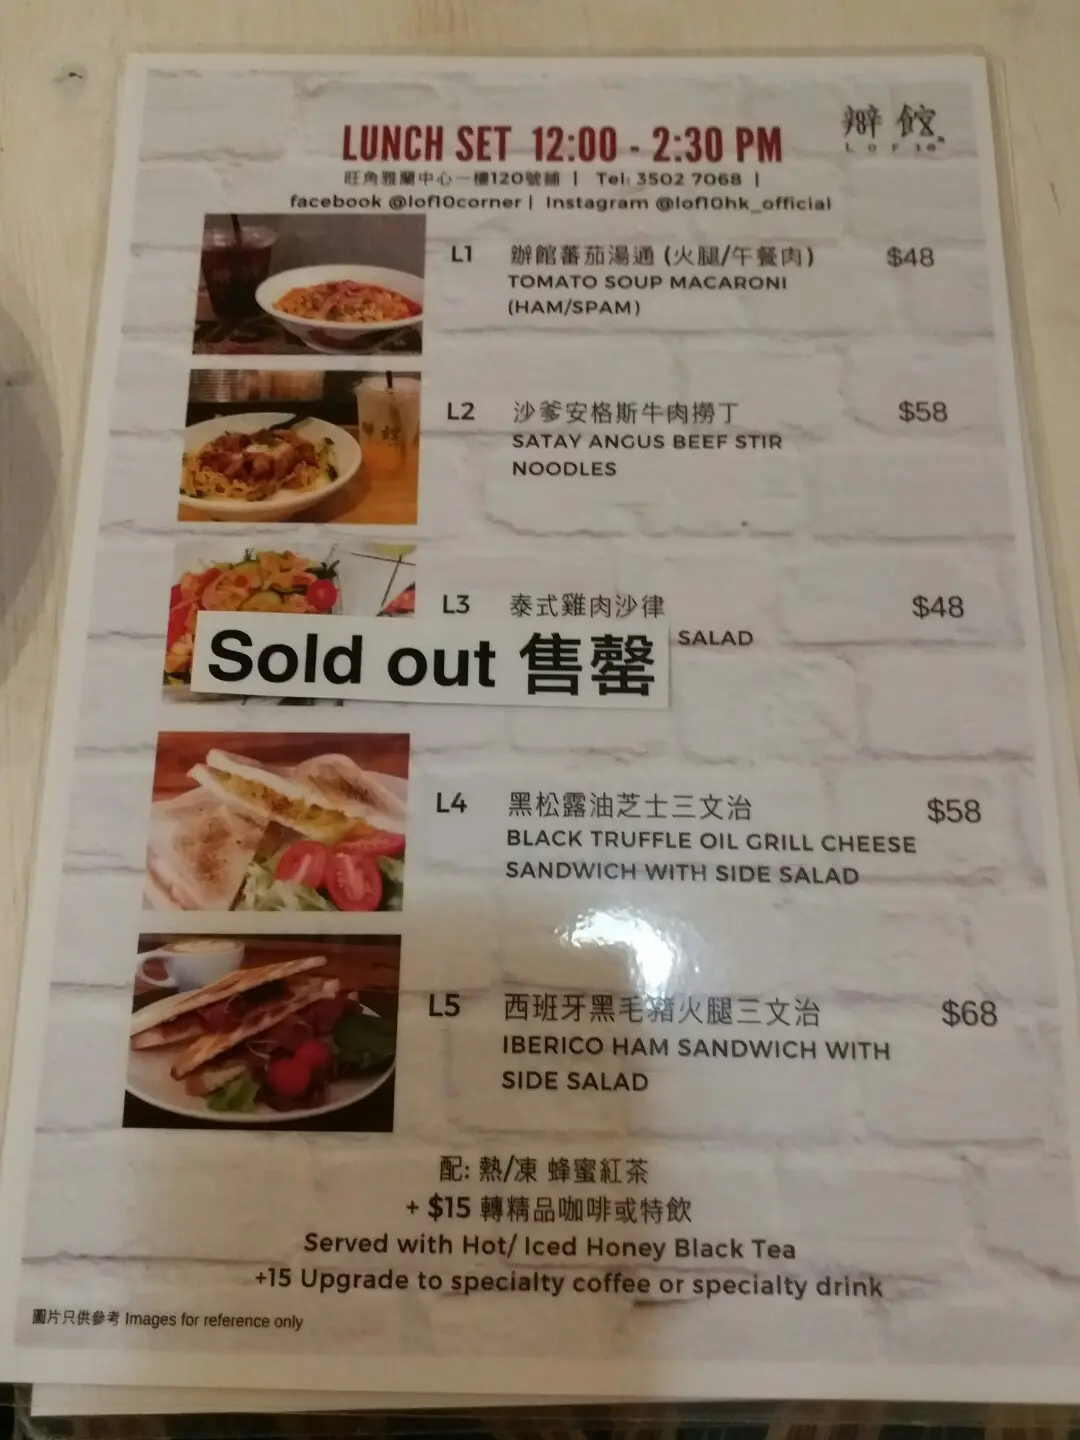 辦館
Lof10
LUNCH SET 12:00 - 2:30 PM
旺角雅蘭中心一樓120號舖 | Tel: 3502 7068 |
facebook @lof10corner | Instagram @lof10hk_official
L1 辦館蕃茄湯通 (火腿/午餐肉) $48
TOMATO SOUP MACARONI
(HAM/SPAM)
L2 沙爹安格斯牛肉撈丁 $58
SATAY ANGUS BEEF STIR
NOODLES
L3 泰式雞肉沙律 $48
SALAD
Sold out 售罄
L4 黑松露油芝士三文治 $58
BLACK TRUFFLE OIL GRILL CHEESE
SANDWICH WITH SIDE SALAD
L5 西班牙黑毛豬火腿三文治 $68
IBERICO HAM SANDWICH WITH
SIDE SALAD
配: 熱/凍 蜂蜜紅茶
+ $15 轉精品咖啡或特飲
Served with Hot/ Iced Honey Black Tea
+15 Upgrade to specialty coffee or specialty drink
圖片只供參考 Images for reference only